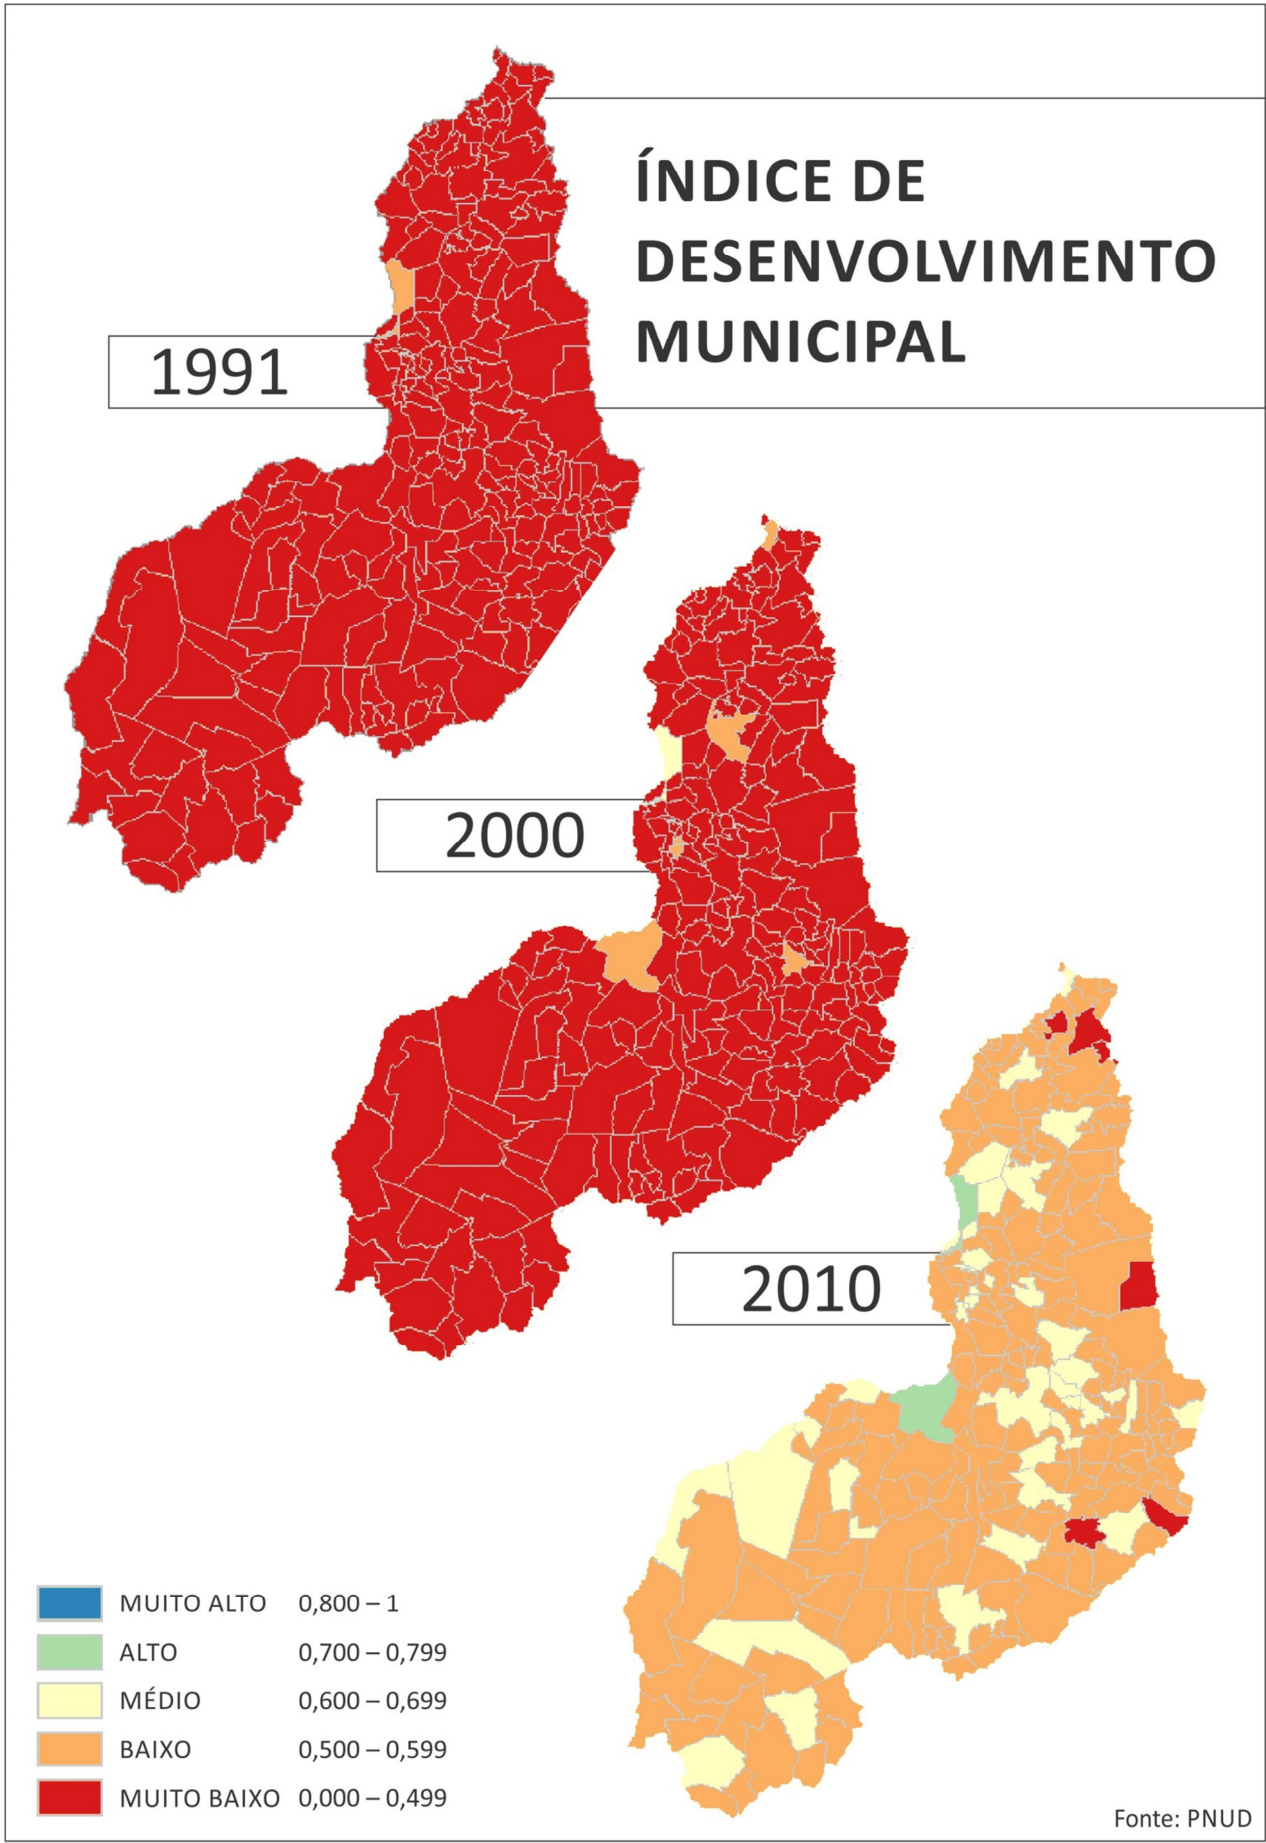 ÍNDICE DE
DESENVOLVIMENTO
MUNICIPAL
1991
2000
2010
MUITO ALTO 0,800 – 1
ALTO 0,700 – 0,799
MÉDIO 0,600 – 0,699
BAIXO 0,500 – 0,599
MUITO BAIXO 0,000 – 0,499
Fonte: PNUD